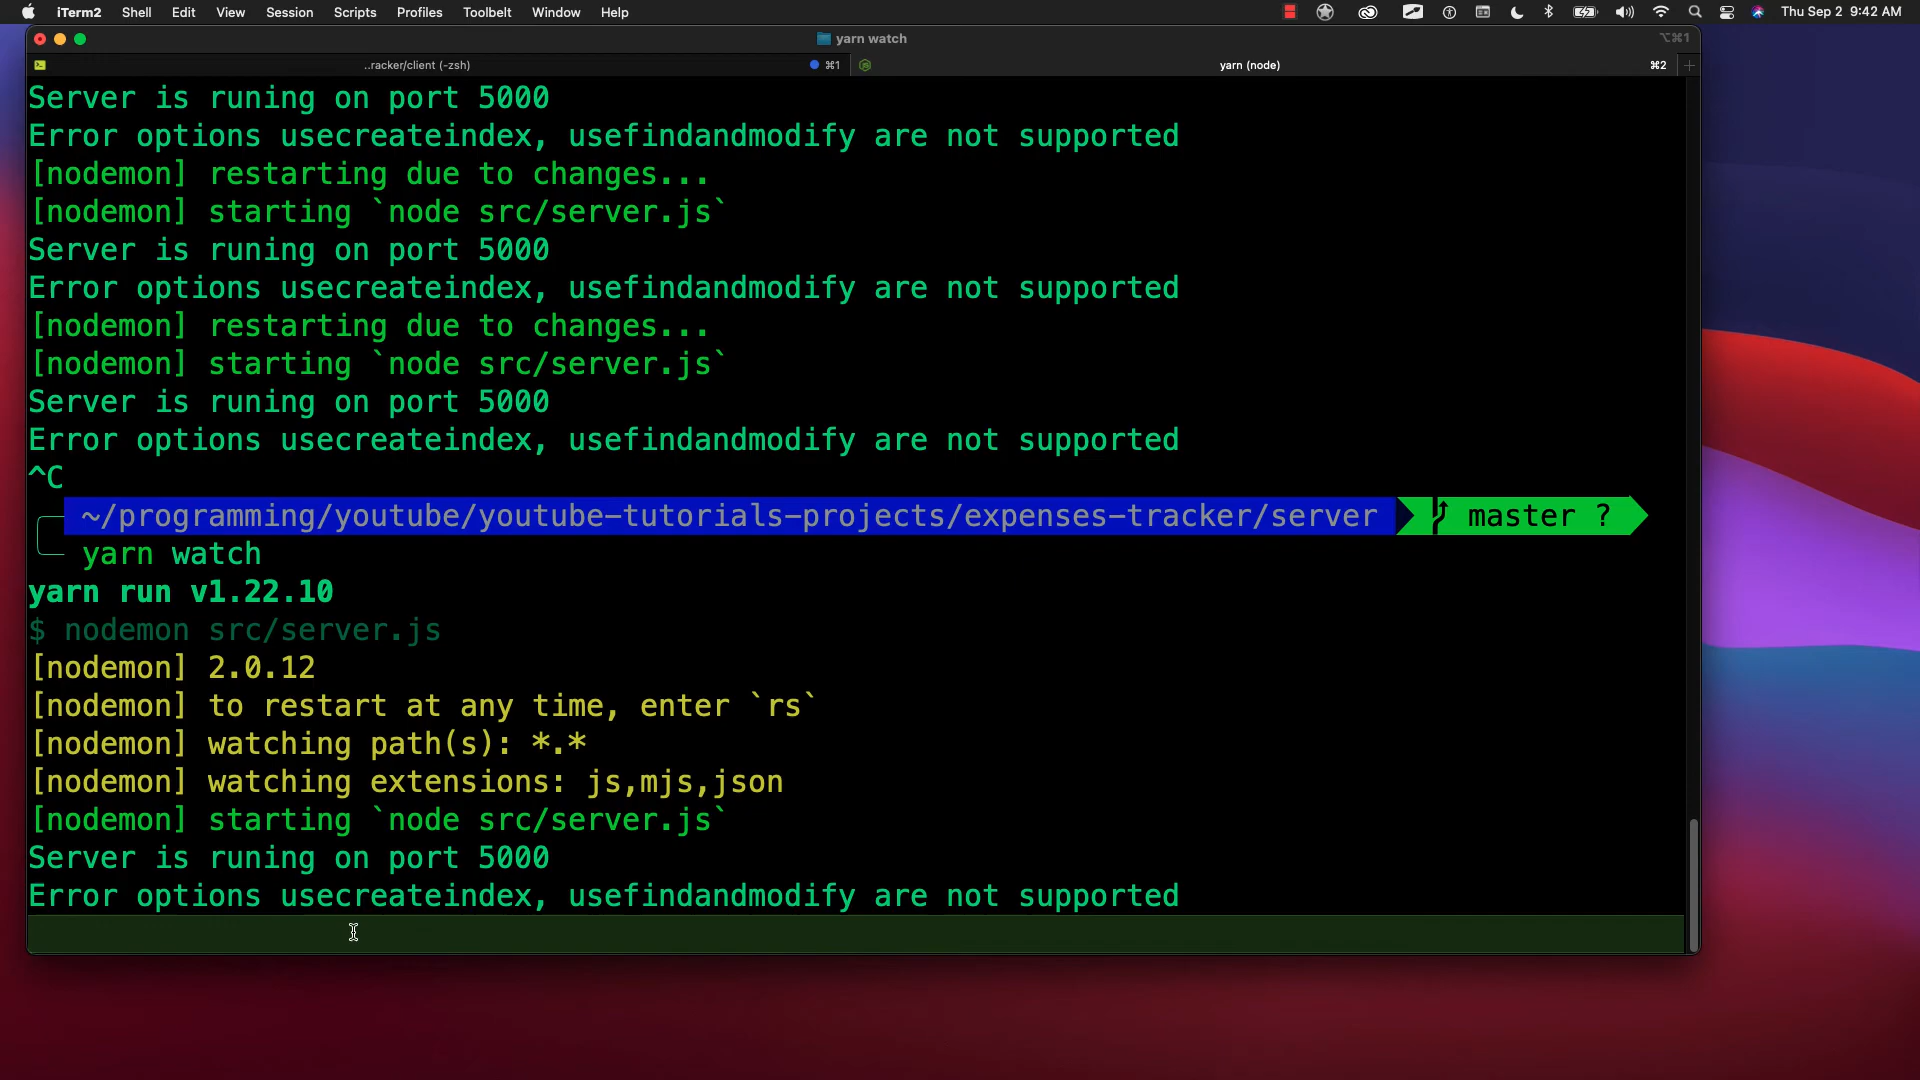 iTerm2 Shell Edit View Session Scripts Profiles Toolbelt Window Help Thu Sep 2 9:42 AM
yarn watch ⌥⌘1
..racker/client (-zsh) ⌘1 yarn (node) ⌘2
Server is runing on port 5000
Error options usecreateindex, usefindandmodify are not supported
[nodemon] restarting due to changes...
[nodemon] starting `node src/server.js`
Server is runing on port 5000
Error options usecreateindex, usefindandmodify are not supported
[nodemon] restarting due to changes...
[nodemon] starting `node src/server.js`
Server is runing on port 5000
Error options usecreateindex, usefindandmodify are not supported
^C
~/programming/youtube/youtube-tutorials-projects/expenses-tracker/server master ?
yarn watch
yarn run v1.22.10
$ nodemon src/server.js
[nodemon] 2.0.12
[nodemon] to restart at any time, enter `rs`
[nodemon] watching path(s): *.*
[nodemon] watching extensions: js,mjs,json
[nodemon] starting `node src/server.js`
Server is runing on port 5000
Error options usecreateindex, usefindandmodify are not supported